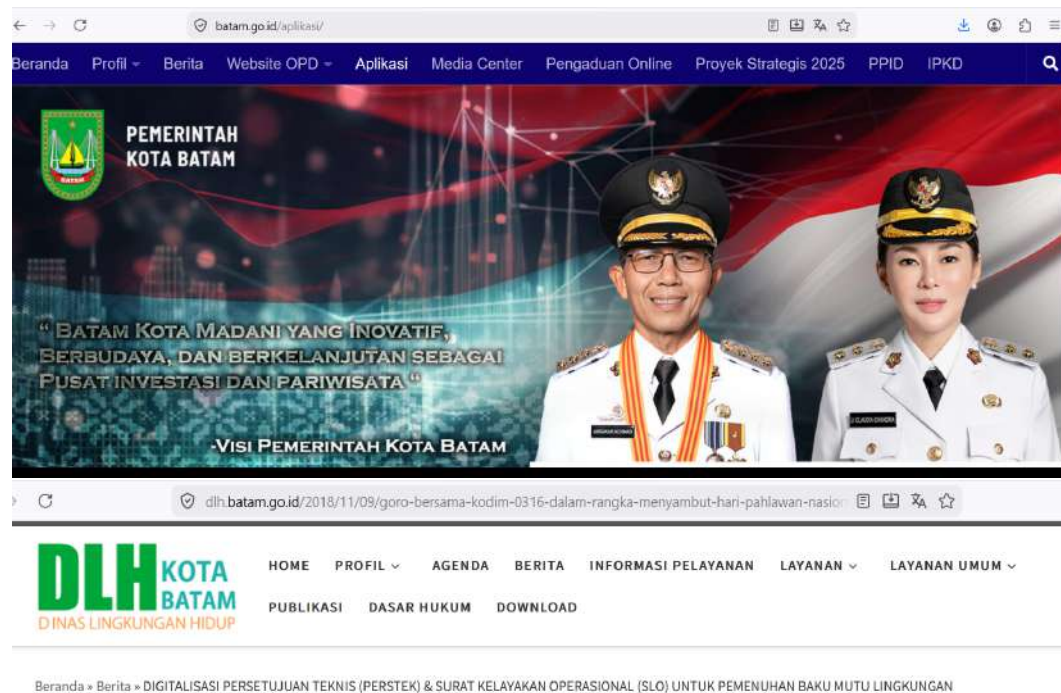 batam.go.id/aplikasi/
Beranda Profil Berita Website OPD Aplikasi Media Center Pengaduan Online Proyek Strategis 2025 PPID IPKD
PEMERINTAH
KOTA BATAM
BATAM
“ BATAM KOTA MADANI YANG INOVATIF,
BERBUDAYA, DAN BERKELANJUTAN SEBAGAI
PUSAT INVESTASI DAN PARIWISATA “
-VISI PEMERINTAH KOTA BATAM
dlh.batam.go.id/2018/11/09/goro-bersama-kodim-0316-dalam-rangka-menyambut-hari-pahlawan-nasion
DLH KOTA
BATAM
DINAS LINGKUNGAN HIDUP
HOME PROFIL AGENDA BERITA INFORMASI PELAYANAN LAYANAN LAYANAN UMUM
PUBLIKASI DASAR HUKUM DOWNLOAD
Beranda » Berita » DIGITALISASI PERSETUJUAN TEKNIS (PERSTEK) & SURAT KELAYAKAN OPERASIONAL (SLO) UNTUK PEMENUHAN BAKU MUTU LINGKUNGAN